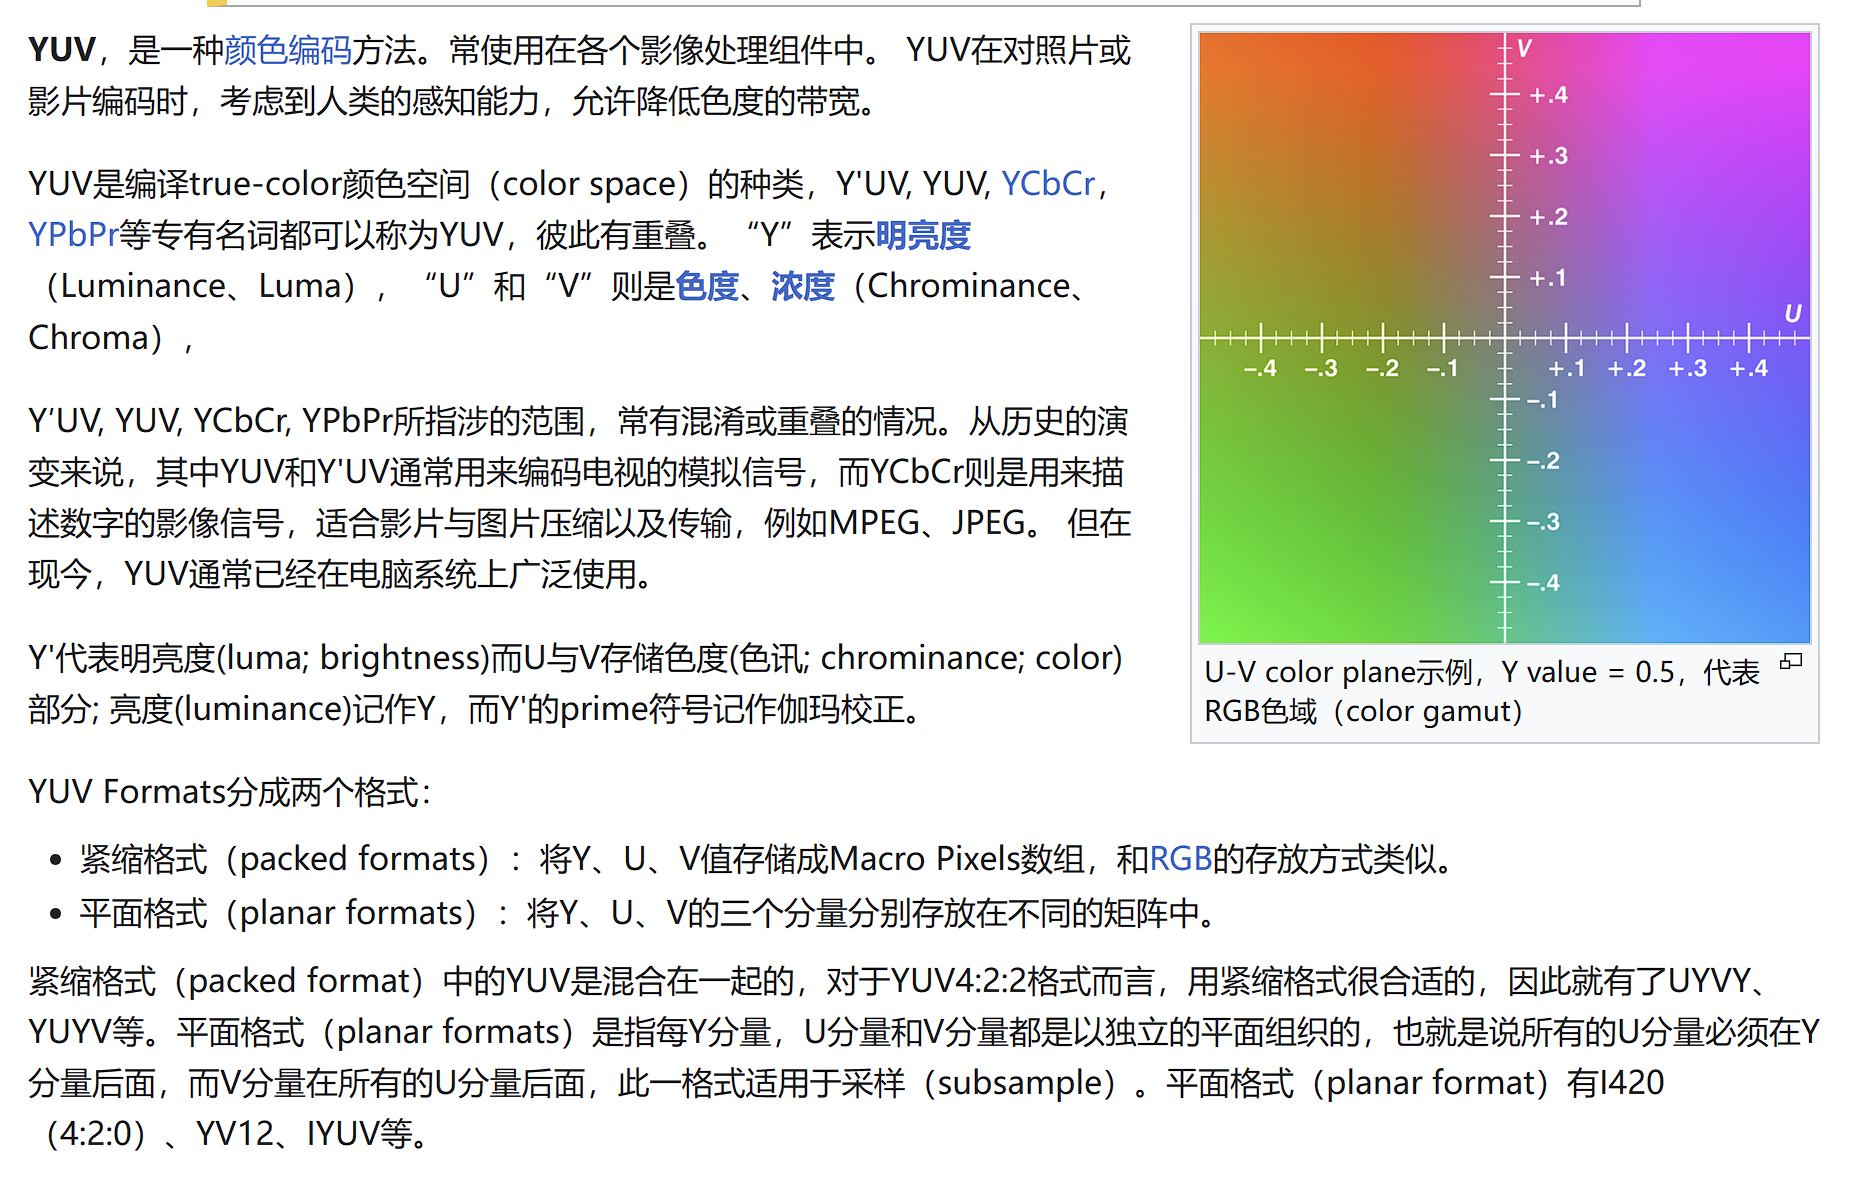 YUV，是一种颜色编码方法。常使用在各个影像处理组件中。 YUV在对照片或
影片编码时，考虑到人类的感知能力，允许降低色度的带宽。
YUV是编译true-color颜色空间（color space）的种类，Y'UV, YUV, YCbCr，
YPbPr等专有名词都可以称为YUV，彼此有重叠。“Y”表示明亮度
（Luminance、Luma），“U”和“V”则是色度、浓度（Chrominance、
Chroma）,
Y‘UV, YUV, YCbCr, YPbPr所指涉的范围，常有混淆或重叠的情况。从历史的演
变来说，其中YUV和Y'UV通常用来编码电视的模拟信号，而YCbCr则是用来描
述数字的影像信号，适合影片与图片压缩以及传输，例如MPEG、JPEG。 但在
现今，YUV通常已经在电脑系统上广泛使用。
Y'代表明亮度(luma; brightness)而U与V存储色度(色讯; chrominance; color)
部分; 亮度(luminance)记作Y，而Y'的prime符号记作伽玛校正。
YUV Formats分成两个格式：
• 紧缩格式（packed formats）：将Y、U、V值存储成Macro Pixels数组，和RGB的存放方式类似。
• 平面格式（planar formats）：将Y、U、V的三个分量分别存放在不同的矩阵中。
紧缩格式（packed format）中的YUV是混合在一起的，对于YUV4:2:2格式而言，用紧缩格式很合适的，因此就有了UYVY、
YUYV等。平面格式（planar formats）是指每Y分量，U分量和V分量都是以独立的平面组织的，也就是说所有的U分量必须在Y
分量后面，而V分量在所有的U分量后面，此一格式适用于采样（subsample）。平面格式（planar format）有I420
（4:2:0）、YV12、IYUV等。
V
+.4
+.3
+.2
+.1
U
–.4 –.3 –.2 –.1 +.1 +.2 +.3 +.4
–.1
–.2
–.3
–.4
U-V color plane示例，Y value = 0.5，代表
RGB色域（color gamut）